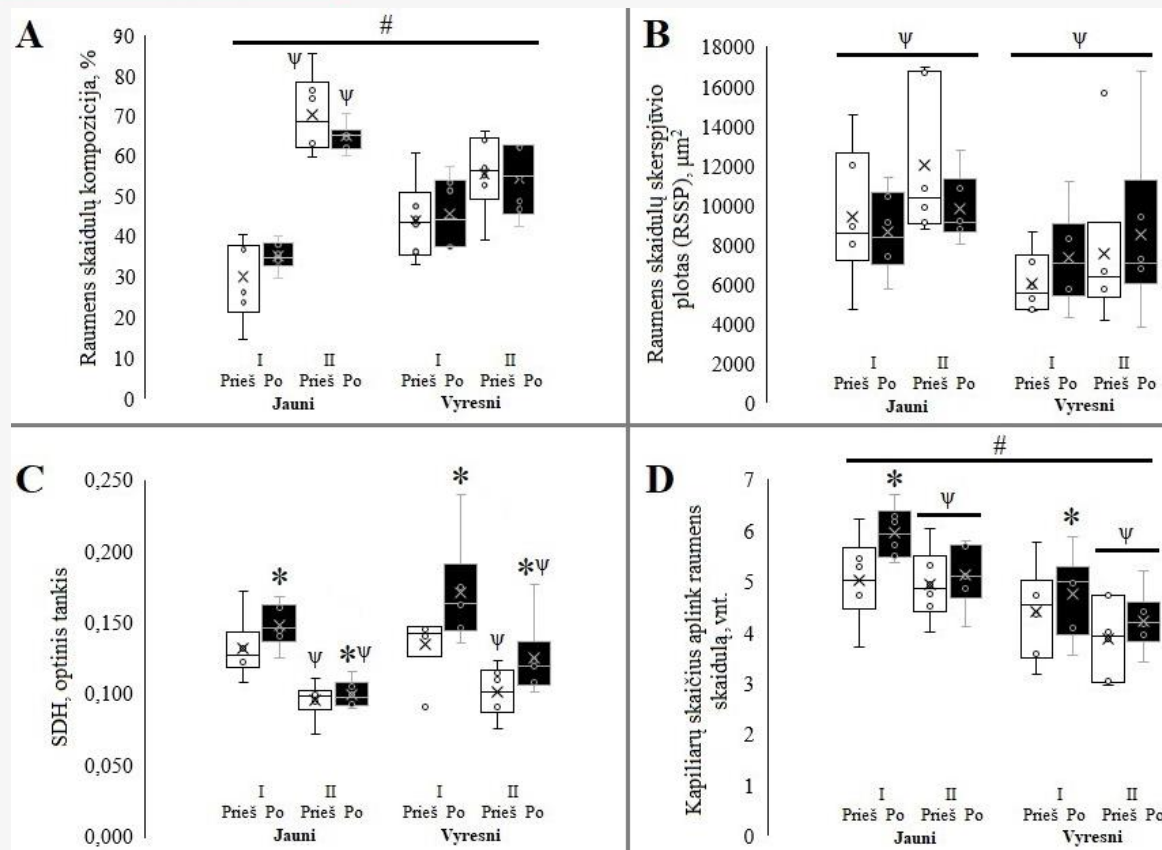 A
Raumens skaidulų kompozicija, %
90
80
70
60
50
40
30
20
10
0
#
ψ
ψ
I II I II
Prieš Po Prieš Po Prieš Po Prieš Po
Jauni Vyresni
B
Raumens skaidulų skerspjūvio
plotas (RSSP), µm²
18000
16000
14000
12000
10000
8000
6000
4000
2000
0
ψ ψ
I II I II
Prieš Po Prieš Po Prieš Po Prieš Po
Jauni Vyresni
C
SDH, optinis tankis
0,250
0,200
0,150
0,100
0,050
0,000
*
*
*ψ
ψ
ψ
*ψ
I II I II
Prieš Po Prieš Po Prieš Po Prieš Po
Jauni Vyresni
D
Kapiliarų skaičius aplink raumens
skaidulą, vnt.
7
6
5
4
3
2
1
0
#
*
ψ
*
ψ
I II I II
Prieš Po Prieš Po Prieš Po Prieš Po
Jauni Vyresni